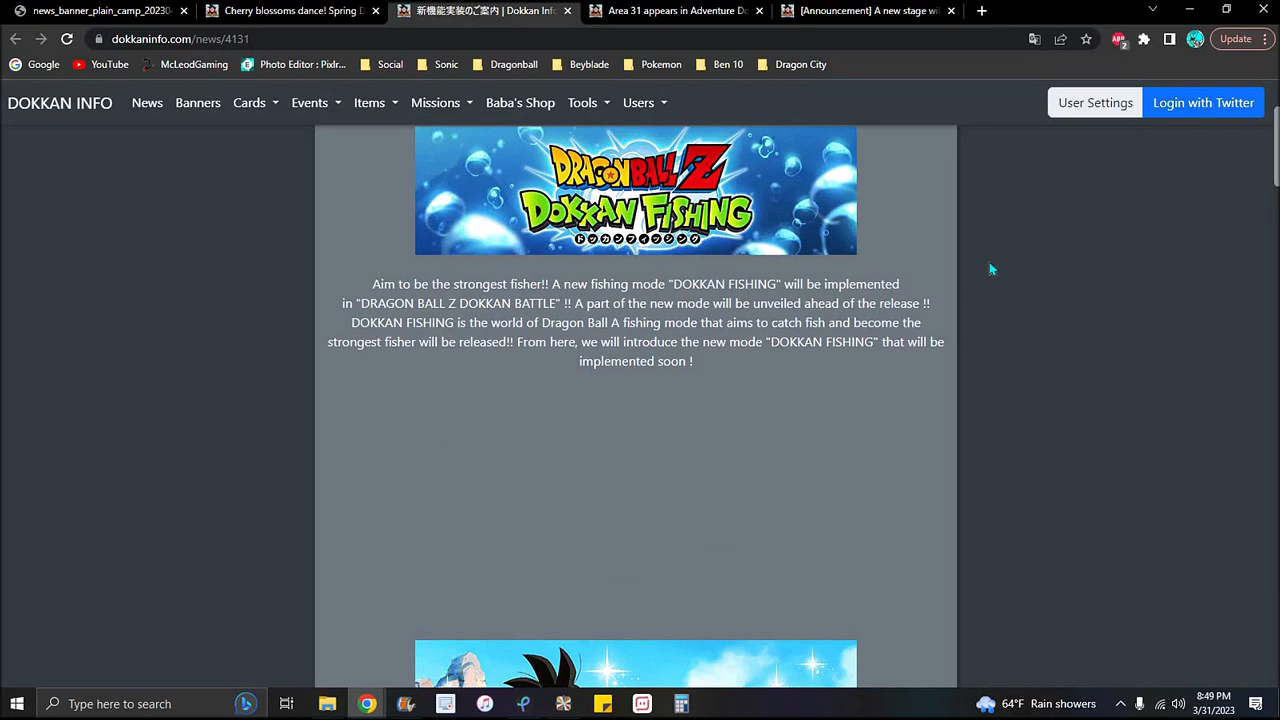 news_banner_plain_camp_20230
Cherry blossoms dance! Spring D
新機能実装のご案内 | Dokkan Inf
Area 31 appears in Adventure Do
[Announcement] A new stage wil
dokkaninfo.com/news/4131
ABP
2
Update
Google
YouTube
McLeodGaming
Photo Editor : Pixlr...
Social
Sonic
Dragonball
Beyblade
Pokemon
Ben 10
Dragon City
DOKKAN INFO
News
Banners
Cards
Events
Items
Missions
Baba's Shop
Tools
Users
User Settings
Login with Twitter
DRAGON BALL Z
DOKKAN FISHING
ドッカンフィッシング
Aim to be the strongest fisher!! A new fishing mode "DOKKAN FISHING" will be implemented
in "DRAGON BALL Z DOKKAN BATTLE" !! A part of the new mode will be unveiled ahead of the release !!
DOKKAN FISHING is the world of Dragon Ball A fishing mode that aims to catch fish and become the
strongest fisher will be released!! From here, we will introduce the new mode "DOKKAN FISHING" that will be
implemented soon !
Type here to search
64°F Rain showers
8:49 PM
3/31/2023